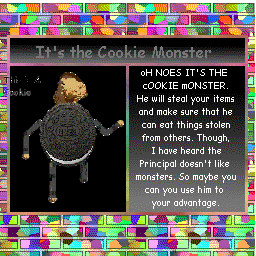 It's the Cookie Monster
This is A
Cookie
oH NOES IT'S THE
cOOKIE mONSTER.
He will steal your items
and make sure that he
can eat things stolen
from others. Though,
I have heard the
Principal doesn't like
monsters. So maybe you
can you use him to
your advantage.